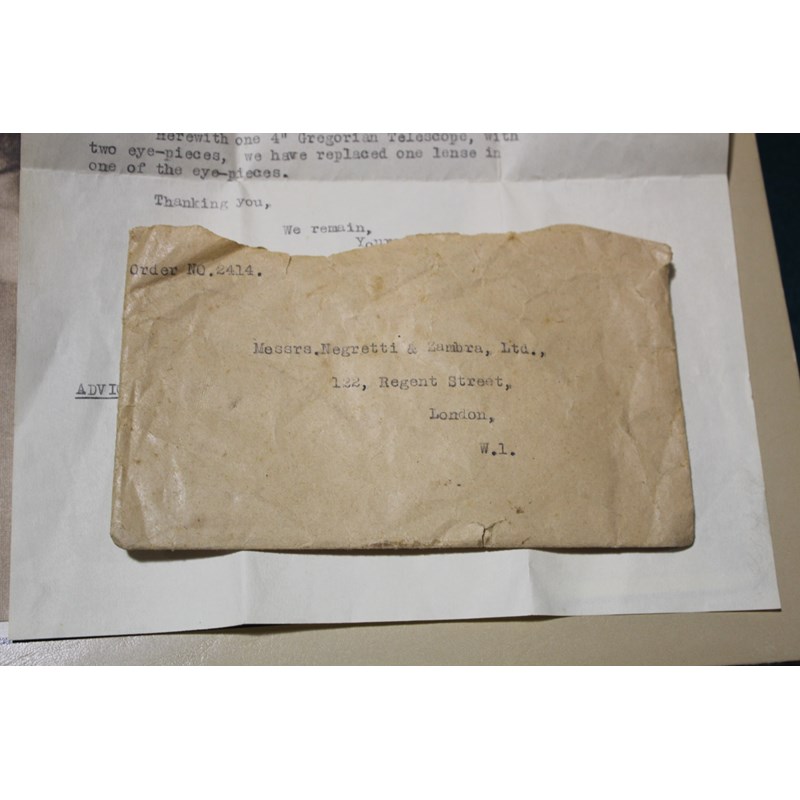 Herewith one 4" Gregorian Telescope, with
two eye-pieces, we have replaced one lense in
one of the eye-pieces.
Thanking you,
We remain,
Order NO.2414.
Messrs.Negretti & Zambra, Ltd.,
122, Regent Street,
London,
W.1.